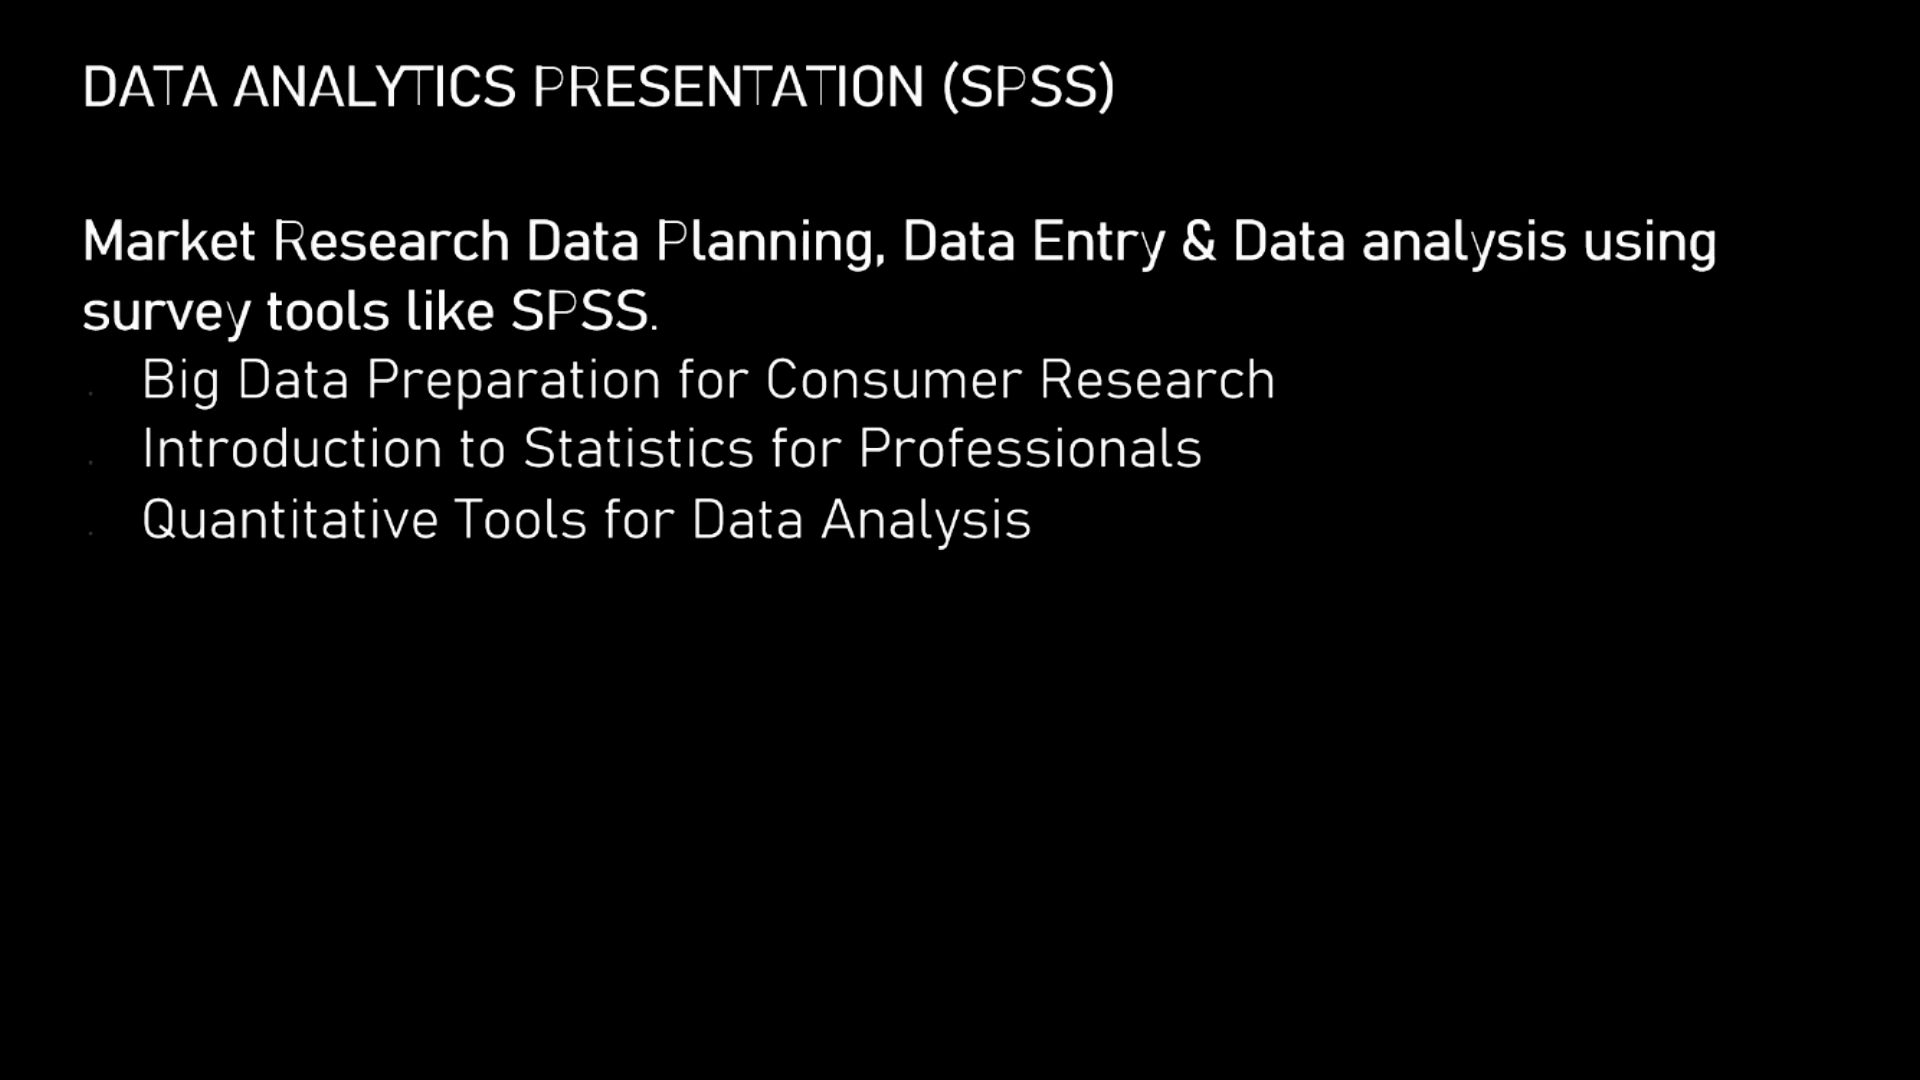 DATA ANALYTICS PRESENTATION (SPSS)
Market Research Data Planning, Data Entry & Data analysis using
survey tools like SPSS.
Big Data Preparation for Consumer Research
Introduction to Statistics for Professionals
Quantitative Tools for Data Analysis